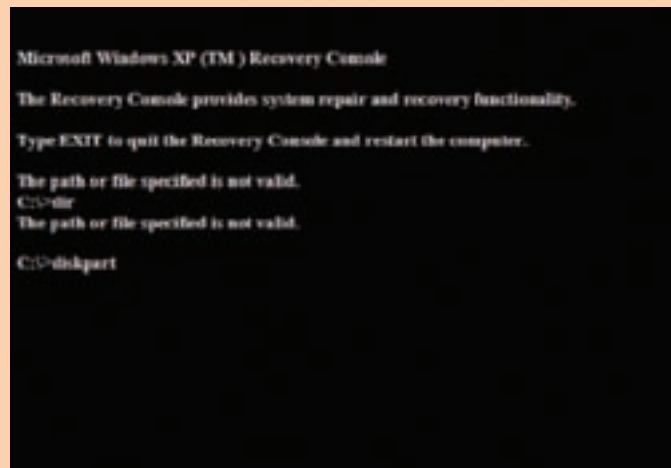 Microsoft Windows XP (TM ) Recovery Console
The Recovery Console provides system repair and recovery functionality.
Type EXIT to quit the Recovery Console and restart the computer.
The path or file specified is not valid.
C:\>dir
The path or file specified is not valid.
C:\>diskpart